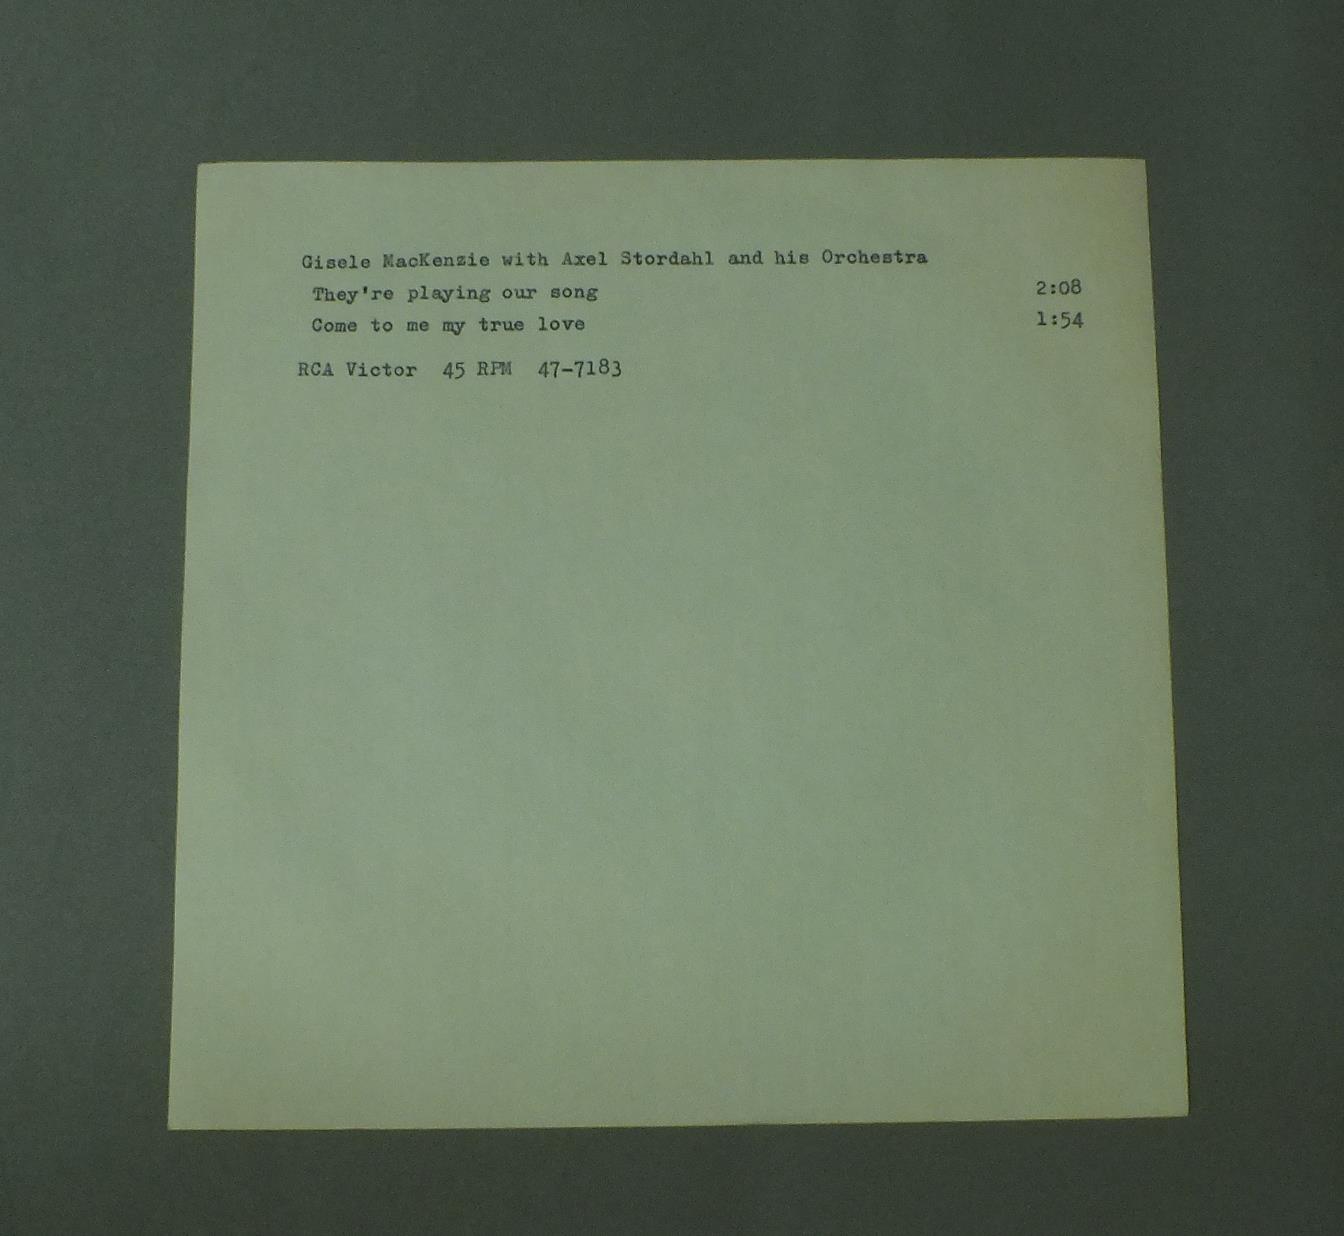 Gisele MacKenzie with Axel Stordahl and his Orchestra
They're playing our song 2:08
Come to me my true love 1:54
RCA Victor 45 RPM 47-7183